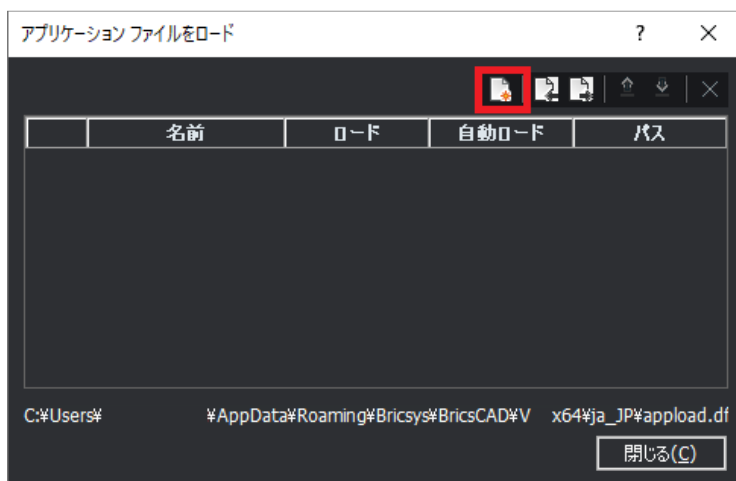 アプリケーション ファイルをロード
名前 ロード 自動ロード パス
C:¥Users¥ ¥AppData¥Roaming¥Bricsys¥BricsCAD¥V x64¥ja_JP¥appload.df
閉じる(C)